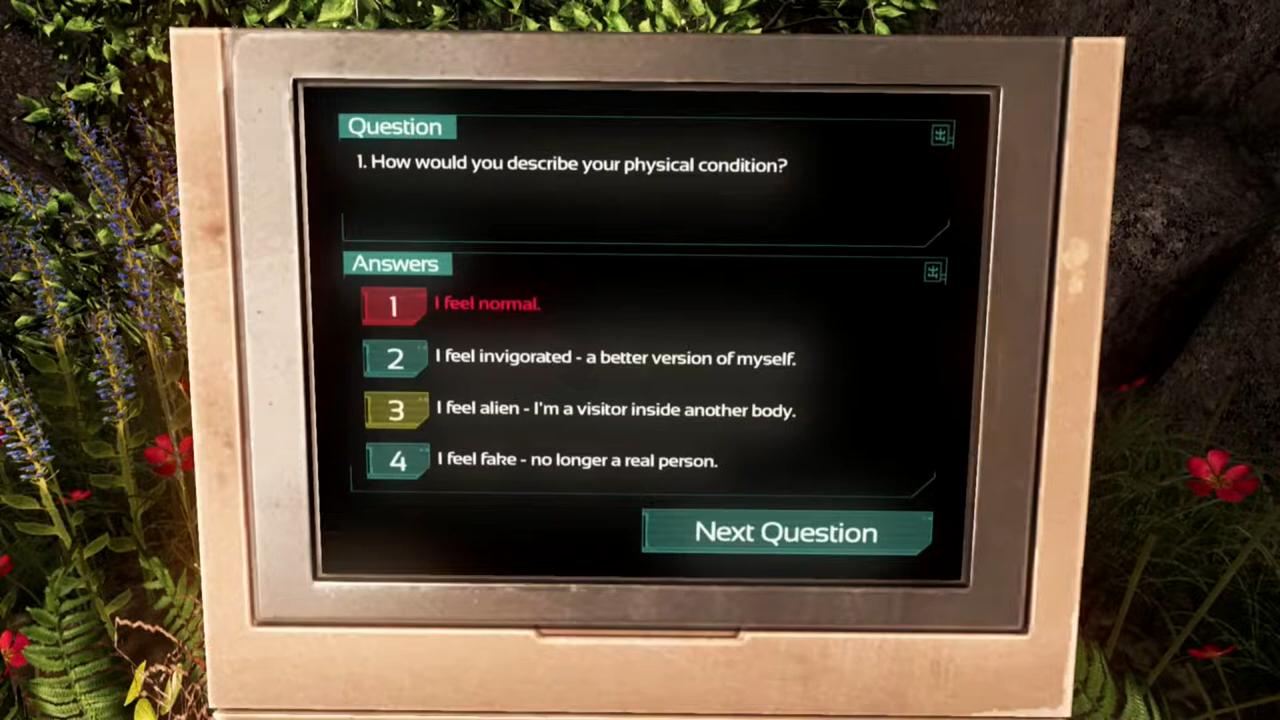 Question
1. How would you describe your physical condition?
Answers
1 I feel normal.
2 I feel invigorated - a better version of myself.
3 I feel alien - I'm a visitor inside another body.
4 I feel fake - no longer a real person.
Next Question